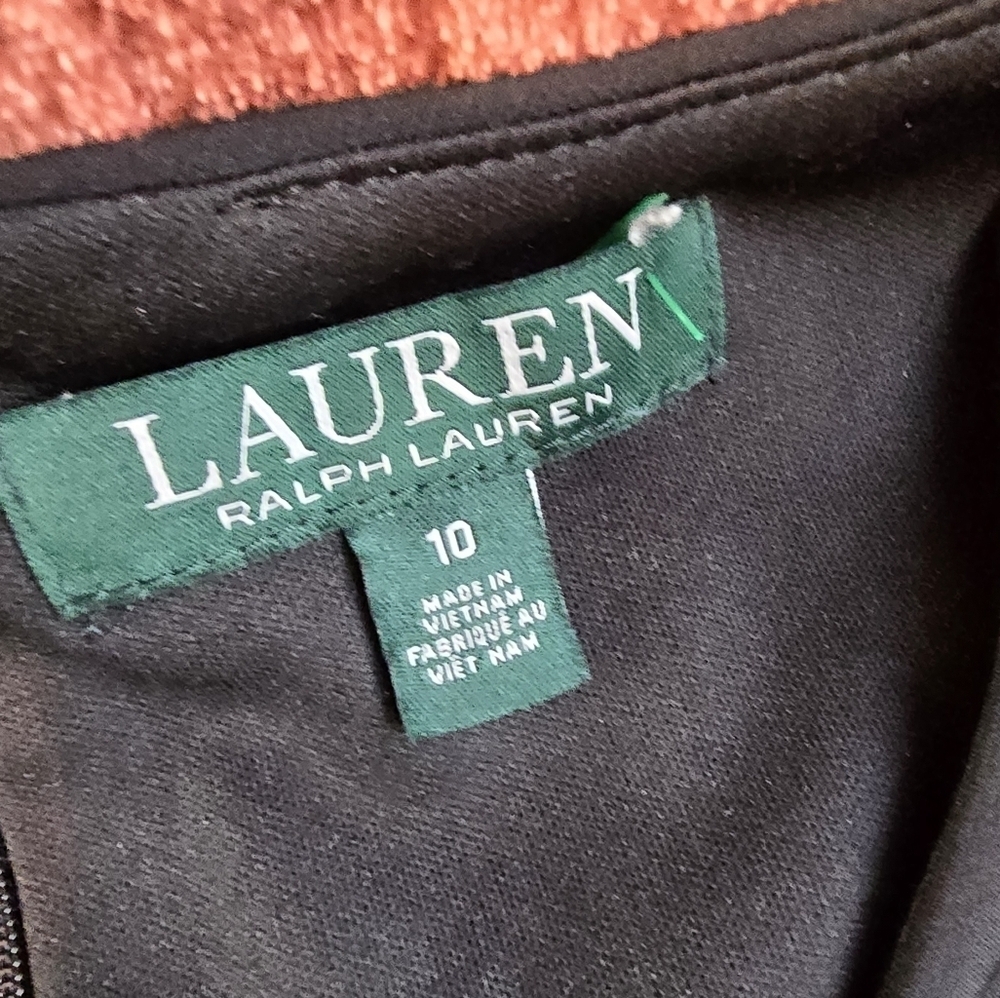 LAUREN
RALPH LAUREN
10
MADE IN
VIETNAM
FABRIQUÉ AU
VIET NAM